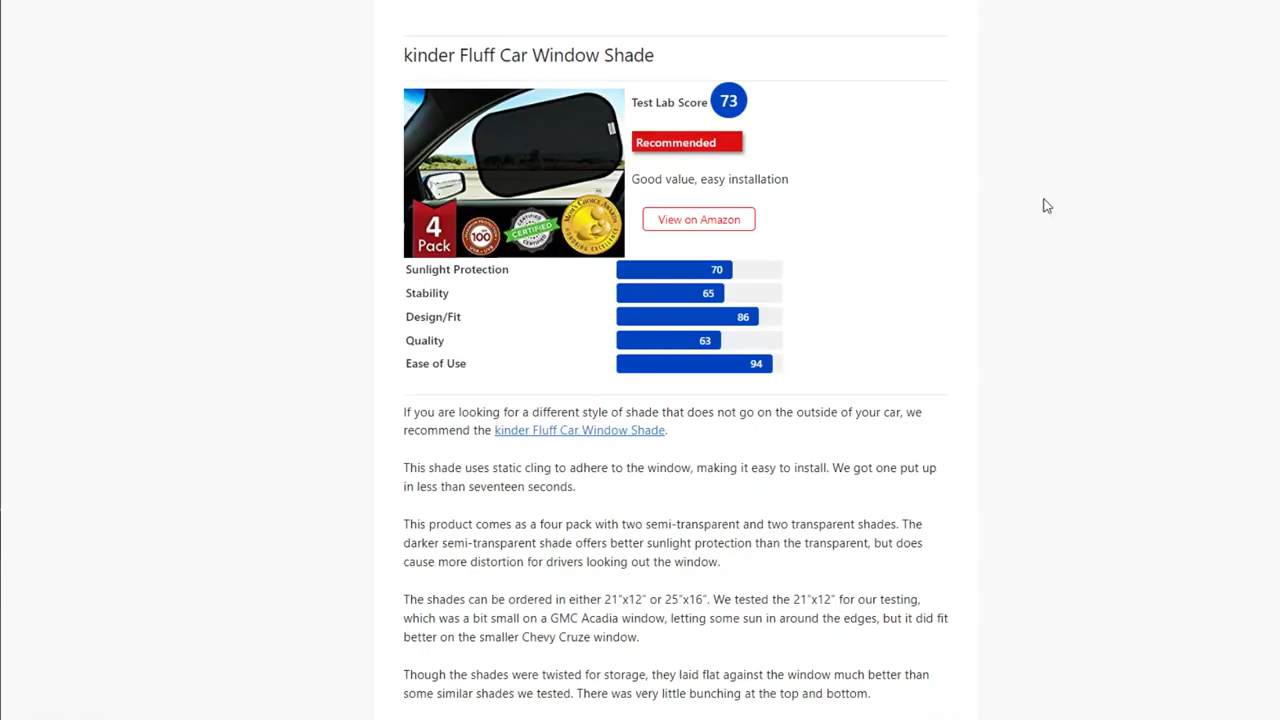 kinder Fluff Car Window Shade
Test Lab Score 73
Recommended
Good value, easy installation
View on Amazon
4
Pack
100
CERTIFIED
Sunlight Protection 70
Stability 65
Design/Fit 86
Quality 63
Ease of Use 94
If you are looking for a different style of shade that does not go on the outside of your car, we
recommend the kinder Fluff Car Window Shade.
This shade uses static cling to adhere to the window, making it easy to install. We got one put up
in less than seventeen seconds.
This product comes as a four pack with two semi-transparent and two transparent shades. The
darker semi-transparent shade offers better sunlight protection than the transparent, but does
cause more distortion for drivers looking out the window.
The shades can be ordered in either 21"x12" or 25"x16". We tested the 21"x12" for our testing,
which was a bit small on a GMC Acadia window, letting some sun in around the edges, but it did fit
better on the smaller Chevy Cruze window.
Though the shades were twisted for storage, they laid flat against the window much better than
some similar shades we tested. There was very little bunching at the top and bottom.